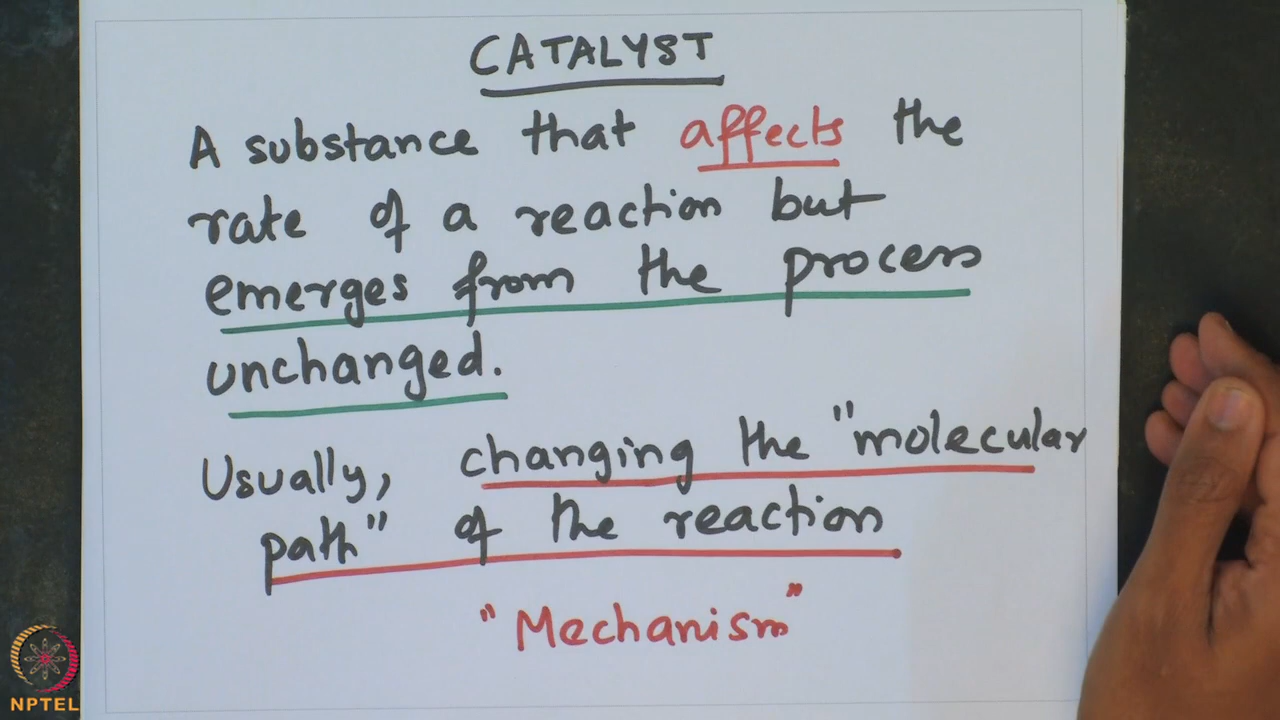 CATALYST
A substance that affects the
rate of a reaction but
emerges from the process
unchanged.
Usually, changing the "molecular
path" of the reaction
"Mechanism"
NPTEL